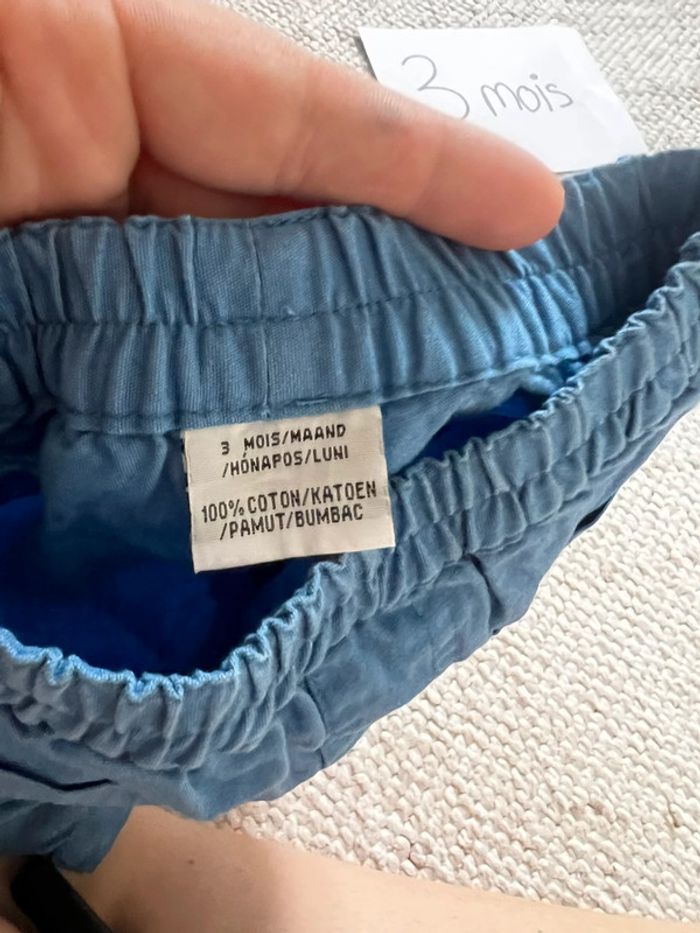 3 mois
3 MOIS/MAAND
/HÓNAPOS/LUNI
100% COTON/KATOEN
/PAMUT/BUMBAC